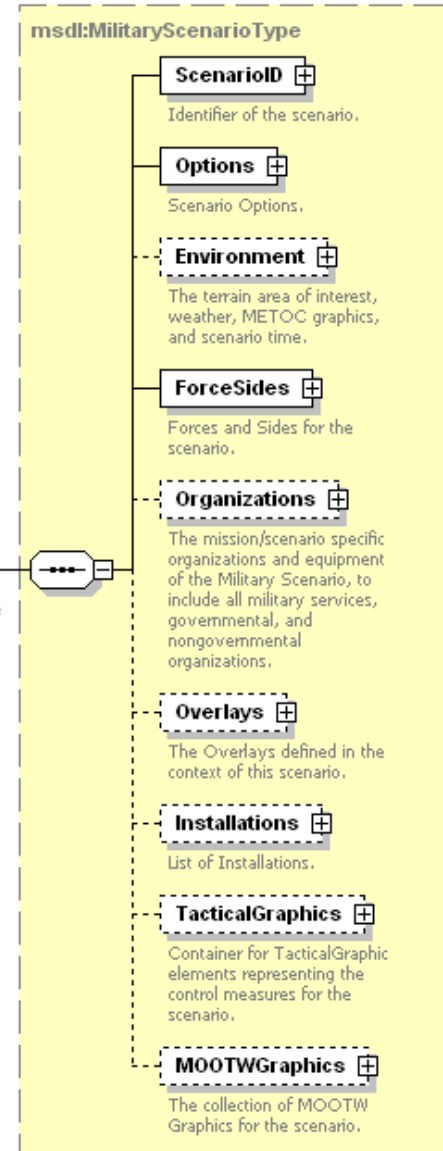 msdl:MilitaryScenarioType
ScenarioID
Identifier of the scenario.
Options
Scenario Options.
Environment
The terrain area of interest,
weather, METOC graphics,
and scenario time.
ForceSides
Forces and Sides for the
scenario.
Organizations
The mission/scenario specific
organizations and equipment
of the Military Scenario, to
include all military services,
governmental, and
nongovernmental
organizations.
Overlays
The Overlays defined in the
context of this scenario.
Installations
List of Installations.
TacticalGraphics
Container for TacticalGraphic
elements representing the
control measures for the
scenario.
MOOTWGraphics
The collection of MOOTW
Graphics for the scenario.